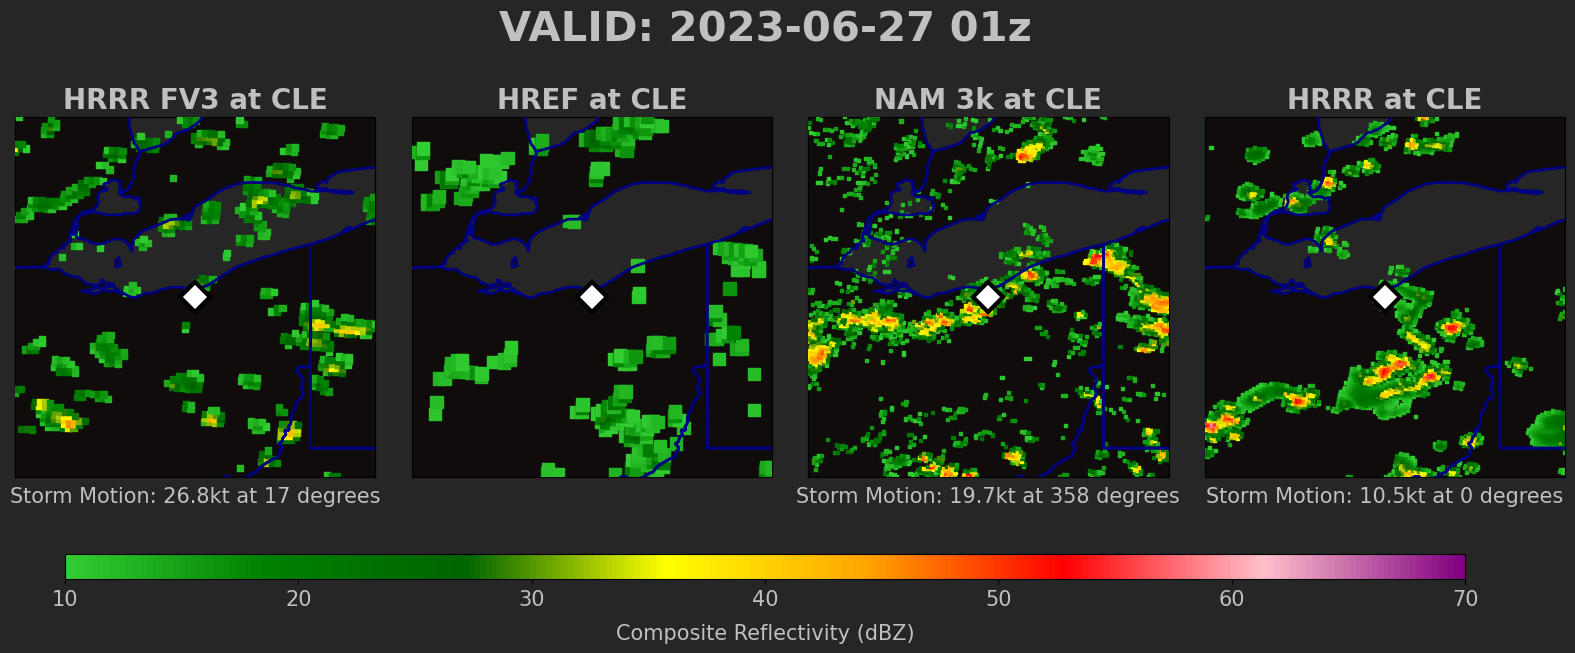 VALID: 2023-06-27 01z
HRRR FV3 at CLE
HREF at CLE
NAM 3k at CLE
HRRR at CLE
Storm Motion: 26.8kt at 17 degrees
Storm Motion: 19.7kt at 358 degrees
Storm Motion: 10.5kt at 0 degrees
10 20 30 40 50 60 70
Composite Reflectivity (dBZ)